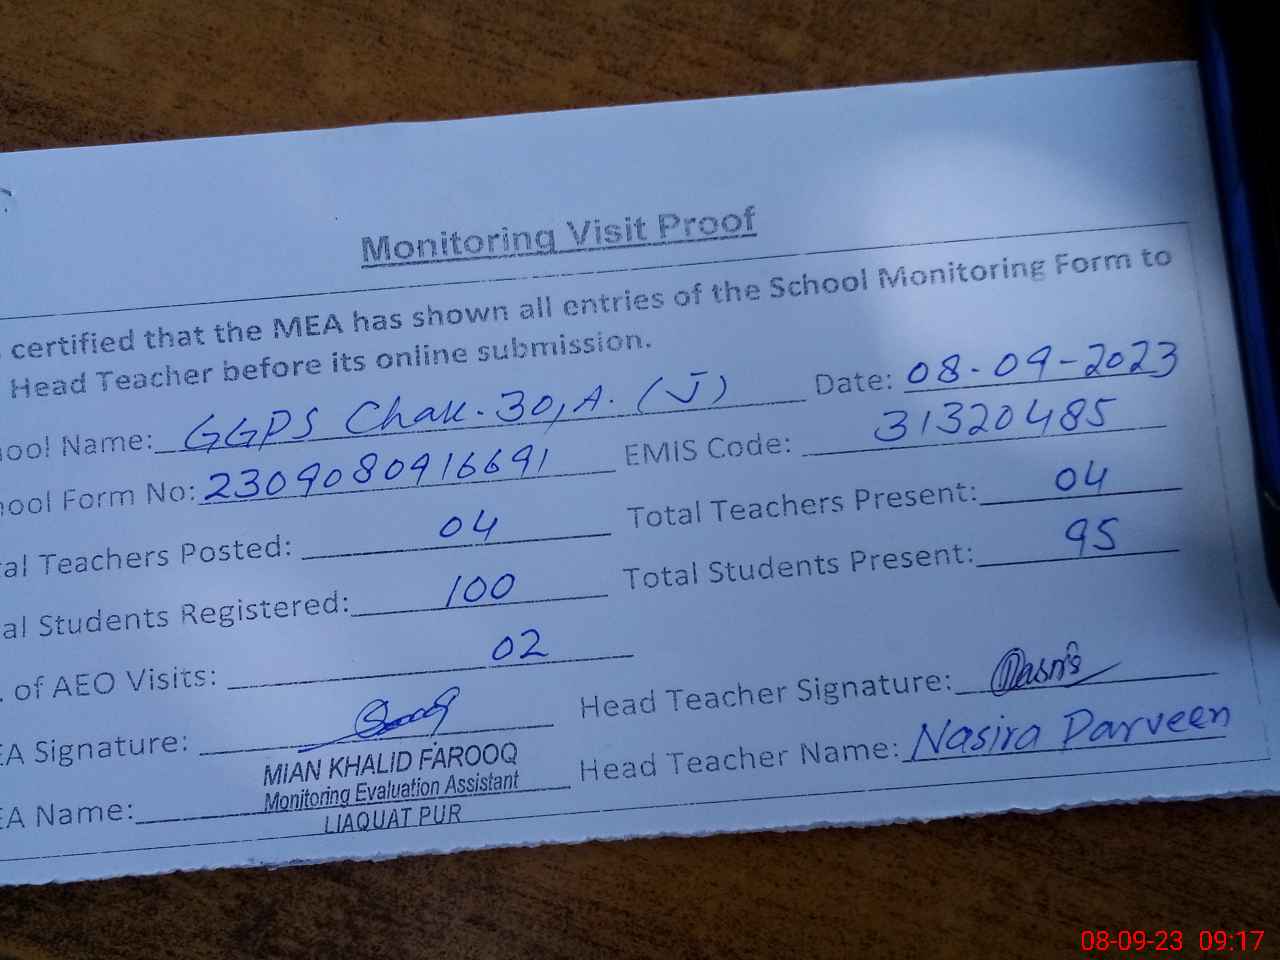 Monitoring Visit Proof
certified that the MEA has shown all entries of the School Monitoring Form to
Head Teacher before its online submission.
ool Name: GGPS Chak. 30, A. (J) Date: 08-09-2023
ool Form No: 2309080916691 EMIS Code: 31320485
al Teachers Posted: 04 Total Teachers Present: 04
al Students Registered: 100 Total Students Present: 95
. of AEO Visits: 02
EA Signature: Head Teacher Signature:
EA Name: MIAN KHALID FAROOQ Head Teacher Name: Nasira Parveen
Monitoring Evaluation Assistant
LIAQUAT PUR
08-09-23 09:17